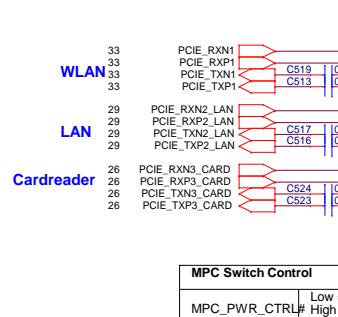 33 PCIE_RXN1
33 PCIE_RXP1
WLAN 33 PCIE_TXN1 C519
33 PCIE_TXP1 C513
29 PCIE_RXN2_LAN
29 PCIE_RXP2_LAN
LAN 29 PCIE_TXN2_LAN C517
29 PCIE_TXP2_LAN C516
26 PCIE_RXN3_CARD
Cardreader 26 PCIE_RXP3_CARD
26 PCIE_TXN3_CARD C524
26 PCIE_TXP3_CARD C523
MPC Switch Control
Low
MPC_PWR_CTRL# High